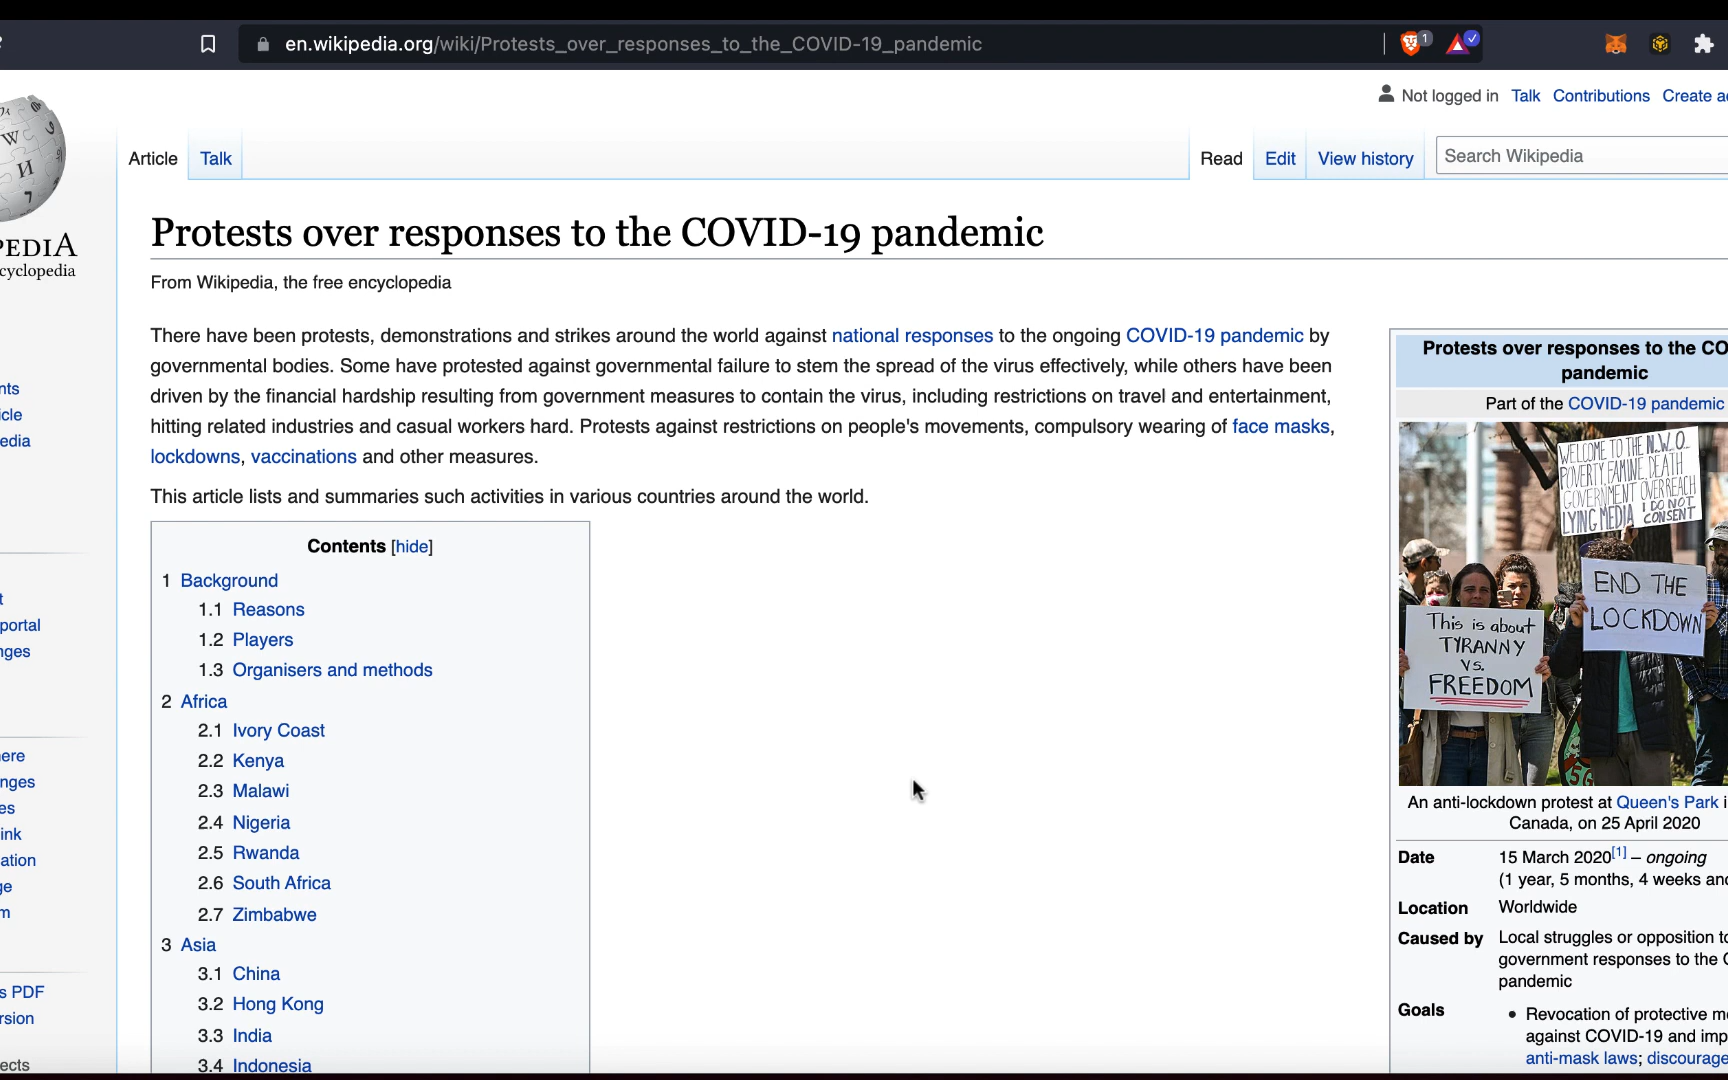 en.wikipedia.org/wiki/Protests_over_responses_to_the_COVID-19_pandemic
1
Not logged in Talk Contributions Create
Article Talk Read Edit View history Search Wikipedia
W
И
PEDIA
cyclopedia
Protests over responses to the COVID-19 pandemic
From Wikipedia, the free encyclopedia
There have been protests, demonstrations and strikes around the world against national responses to the ongoing COVID-19 pandemic by
governmental bodies. Some have protested against governmental failure to stem the spread of the virus effectively, while others have been
driven by the financial hardship resulting from government measures to contain the virus, including restrictions on travel and entertainment,
hitting related industries and casual workers hard. Protests against restrictions on people's movements, compulsory wearing of face masks,
lockdowns, vaccinations and other measures.
This article lists and summaries such activities in various countries around the world.
Contents [hide]
1 Background
1.1 Reasons
1.2 Players
1.3 Organisers and methods
2 Africa
2.1 Ivory Coast
2.2 Kenya
2.3 Malawi
2.4 Nigeria
2.5 Rwanda
2.6 South Africa
2.7 Zimbabwe
3 Asia
3.1 China
3.2 Hong Kong
3.3 India
3.4 Indonesia
nts
icle
edia
t
portal
nges
ere
nges
es
ink
ation
ge
m
s PDF
rsion
ects
Protests over responses to the CO
pandemic
Part of the COVID-19 pandemic
WELCOME TO THE N.W.O.
POVERTY, FAMINE, DEATH
GOVERNMENT OVERREACH
LYING MEDIA I DO NOT
CONSENT
END THE
LOCKDOWN
This is about
TYRANNY
VS.
FREEDOM
An anti-lockdown protest at Queen's Park i
Canada, on 25 April 2020
Date 15 March 2020[1] – ongoing
(1 year, 5 months, 4 weeks and
Location Worldwide
Caused by Local struggles or opposition to
government responses to the
pandemic
Goals • Revocation of protective me
against COVID-19 and imp
anti-mask laws; discourage